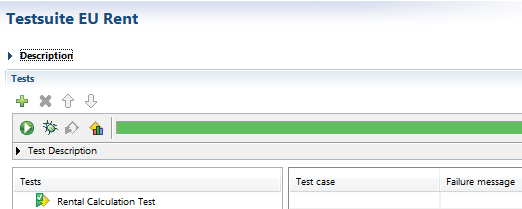 Testsuite EU Rent
Description
Tests
Test Description
Tests
Test case
Failure message
Rental Calculation Test